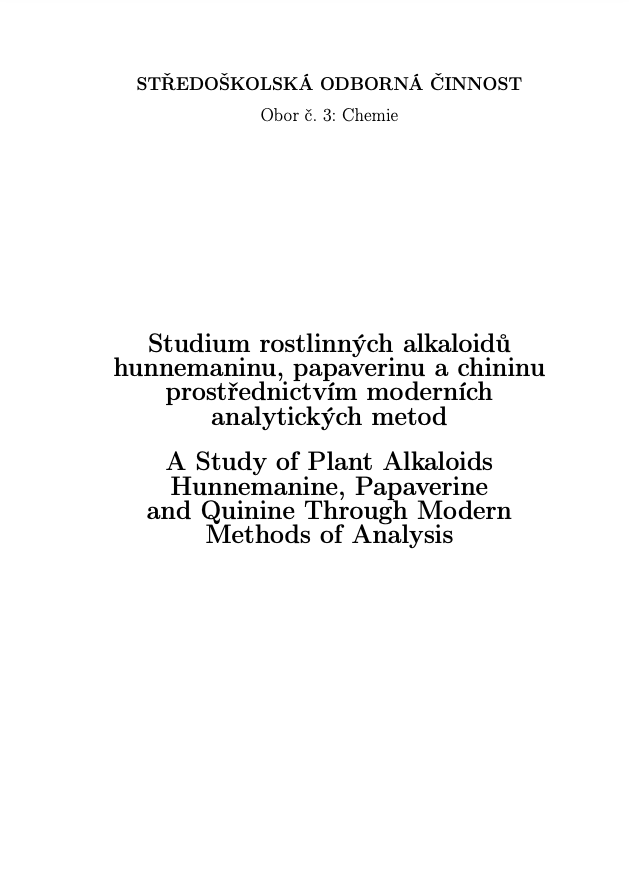 STŘEDOŠKOLSKÁ ODBORNÁ ČINNOST
Obor č. 3: Chemie
Studium rostlinných alkaloidů
hunnemaninu, papaverinu a chininu
prostřednictvím moderních
analytických metod
A Study of Plant Alkaloids
Hunnemanine, Papaverine
and Quinine Through Modern
Methods of Analysis